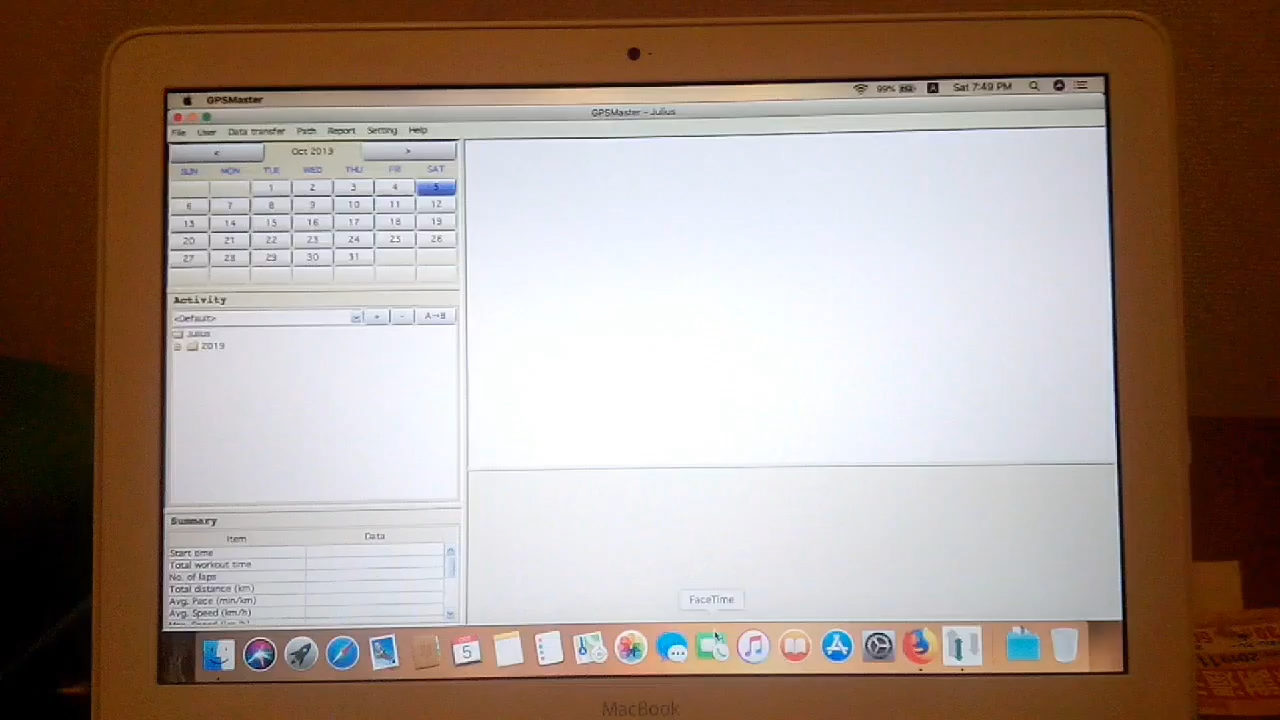 GPSMaster
99%
A
Sat 7:49 PM
GPSMaster - Julius
File User Data transfer Path Report Setting Help
< Oct 2019 >
SUN MON TUE WED THU FRI SAT
1 2 3 4 5
6 7 8 9 10 11 12
13 14 15 16 17 18 19
20 21 22 23 24 25 26
27 28 29 30 31
Activity
<Default> + - A->B
Julius
2019
Summary
Item Data
Start time
Total workout time
No. of laps
Total distance (km)
Avg. Pace (min/km)
Avg. Speed (km/h)
FaceTime
5
MacBook